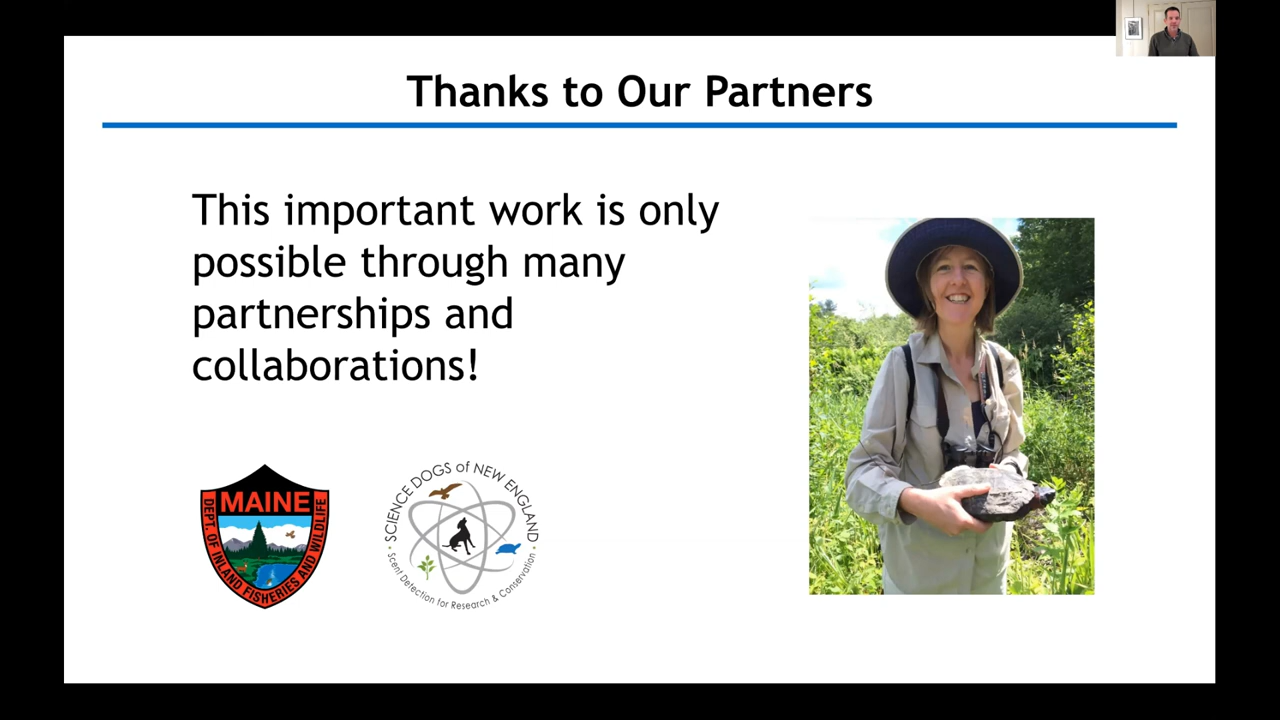 Thanks to Our Partners
This important work is only
possible through many
partnerships and
collaborations!
MAINE
DEPT. OF INLAND FISHERIES AND WILDLIFE
SCIENCE DOGS of NEW ENGLAND
• Scent Detection for Research & Conservation •